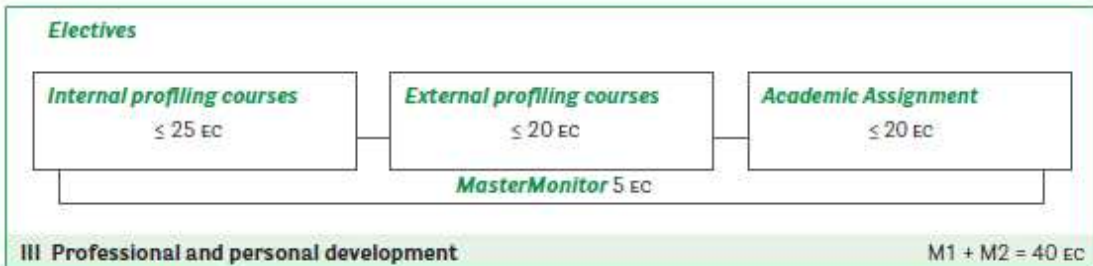 Electives
Internal profiling courses
≤ 25 EC
External profiling courses
≤ 20 EC
Academic Assignment
≤ 20 EC
MasterMonitor 5 EC
III Professional and personal development M1 + M2 = 40 EC